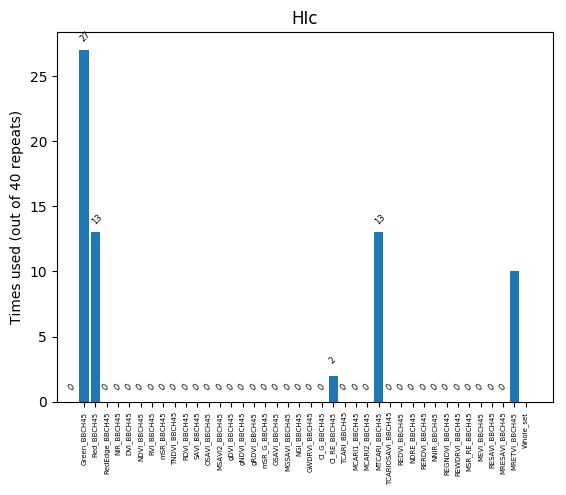 HIc
Times used (out of 40 repeats)
25
20
15
10
5
0
0 27 13 0 0 0 0 0 0 0 0 0 0 0 0 0 0 0 0 0 0 0 0 2 0 0 0 13 0 0 0 0 0 0 0 0 0 0 0
Green_BBCH45
Red_BBCH45
RedEdge_BBCH45
NIR_BBCH45
DVI_BBCH45
NDVI_BBCH45
RVI_BBCH45
mSR_BBCH45
TNDVI_BBCH45
RDVI_BBCH45
SAVI_BBCH45
OSAVI_BBCH45
MSAVI2_BBCH45
gDVI_BBCH45
gNDVI_BBCH45
gRDVI_BBCH45
mSR_G_BBCH45
GSAVI_BBCH45
MGSAVI_BBCH45
NGI_BBCH45
GWDRVI_BBCH45
CI_G_BBCH45
CI_RE_BBCH45
TCARI_BBCH45
MCARI1_BBCH45
MCARI2_BBCH45
MTCARI_BBCH45
TCARIOSAVI_BBCH45
REDVI_BBCH45
NDRE_BBCH45
RERDVI_BBCH45
NNIR_BBCH45
REGNDVI_BBCH45
REWDRVI_BBCH45
MSR_RE_BBCH45
MEVI_BBCH45
RESAVI_BBCH45
MRESAVI_BBCH45
MRETVI_BBCH45
Whole_set